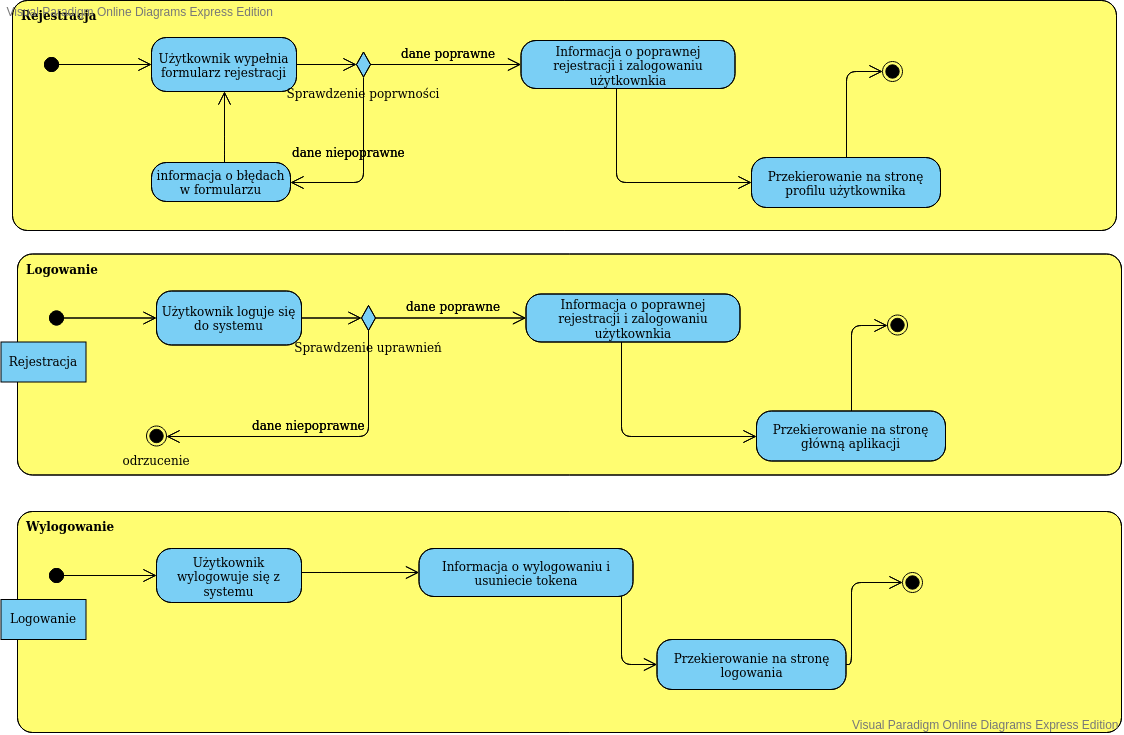 Visual Paradigm Online Diagrams Express Edition
Rejestracja
Użytkownik wypełnia
formularz rejestracji
dane poprawne
Informacja o poprawnej
rejestracji i zalogowaniu
użytkownkia
Sprawdzenie poprwności
dane niepoprawne
informacja o błędach
w formularzu
Przekierowanie na stronę
profilu użytkownika
Logowanie
Użytkownik loguje się
do systemu
dane poprawne
Informacja o poprawnej
rejestracji i zalogowaniu
użytkownkia
Sprawdzenie uprawnień
Rejestracja
dane niepoprawne
odrzucenie
Przekierowanie na stronę
główną aplikacji
Wylogowanie
Użytkownik
wylogowuje się z
systemu
Informacja o wylogowaniu i
usuniecie tokena
Logowanie
Przekierowanie na stronę
logowania
Visual Paradigm Online Diagrams Express Edition